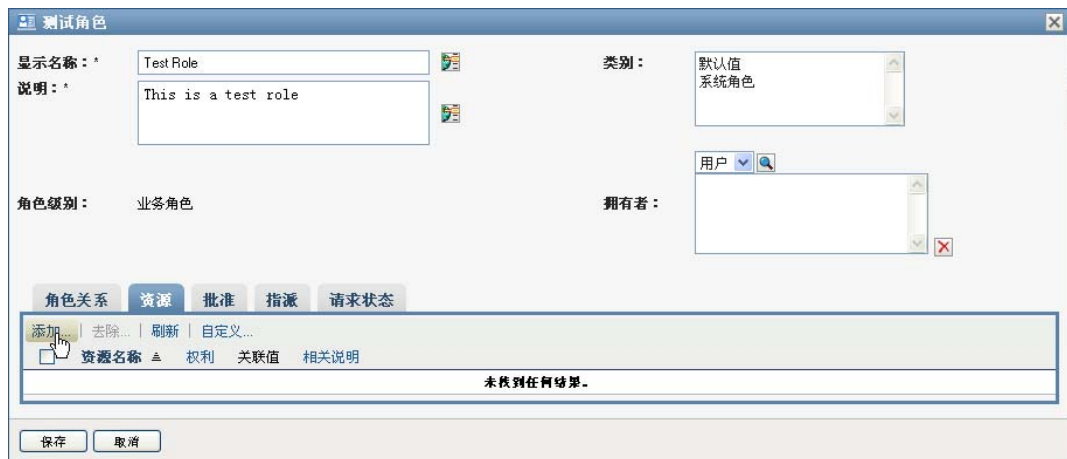 测试角色
显示名称：*
Test Role
类别：
默认值
系统角色
说明：*
This is a test role
用户
角色级别：
业务角色
拥有者：
角色关系 资源 批准 指派 请求状态
添加... | 去除... | 刷新 | 自定义...
资源名称 权利 关联值 相关说明
未找到任何结果。
保存 取消